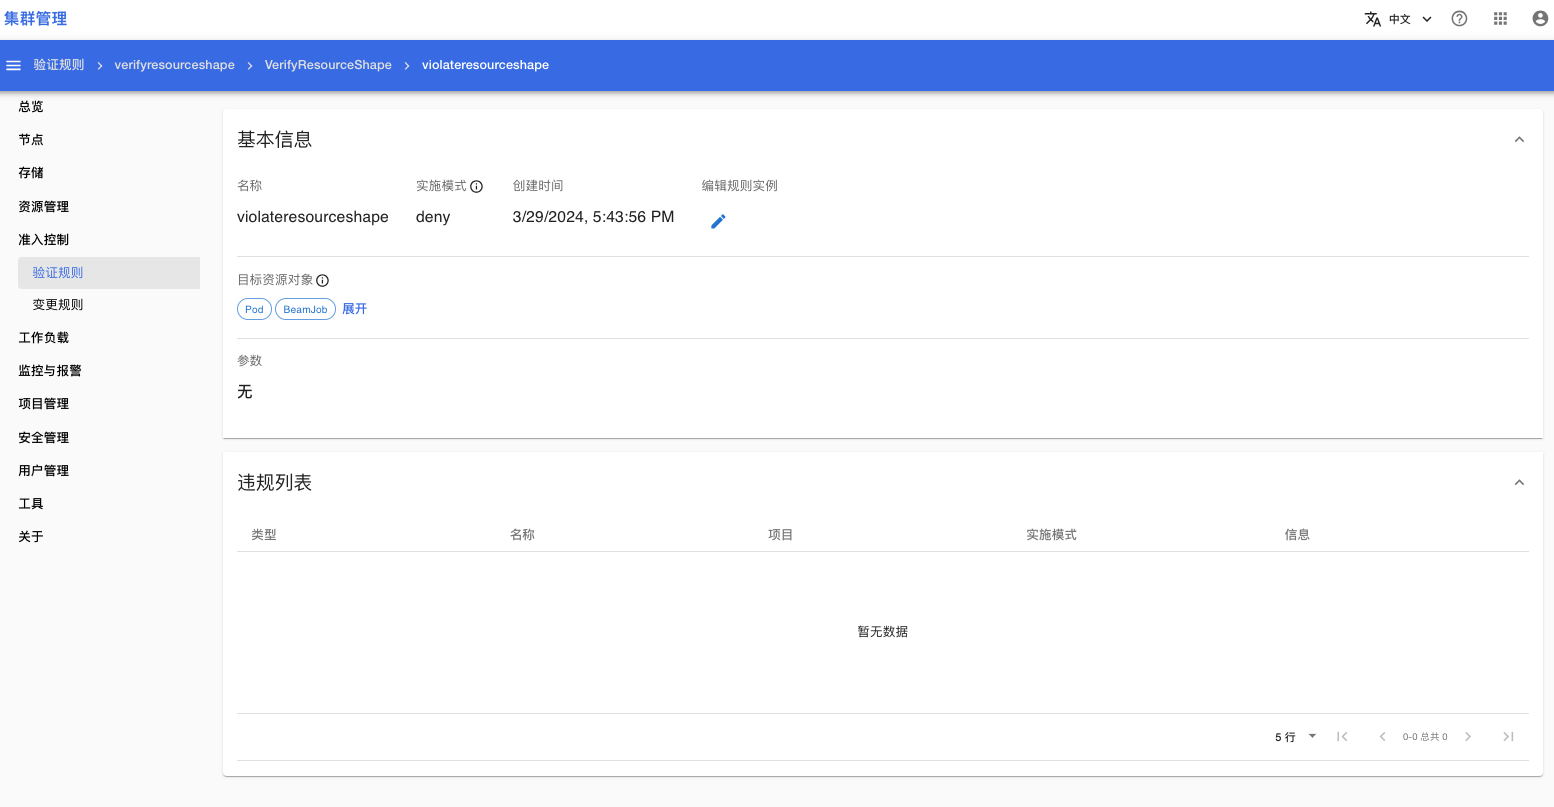 集群管理
中文
验证规则 > verifyresourceshape > VerifyResourceShape > violateresourceshape
总览
节点
存储
资源管理
准入控制
验证规则
变更规则
工作负载
监控与报警
项目管理
安全管理
用户管理
工具
关于
基本信息
名称 实施模式 创建时间 编辑规则实例
violateresourceshape deny 3/29/2024, 5:43:56 PM
目标资源对象
Pod BeamJob 展开
参数
无
违规列表
类型 名称 项目 实施模式 信息
暂无数据
5 行 0-0 总共 0